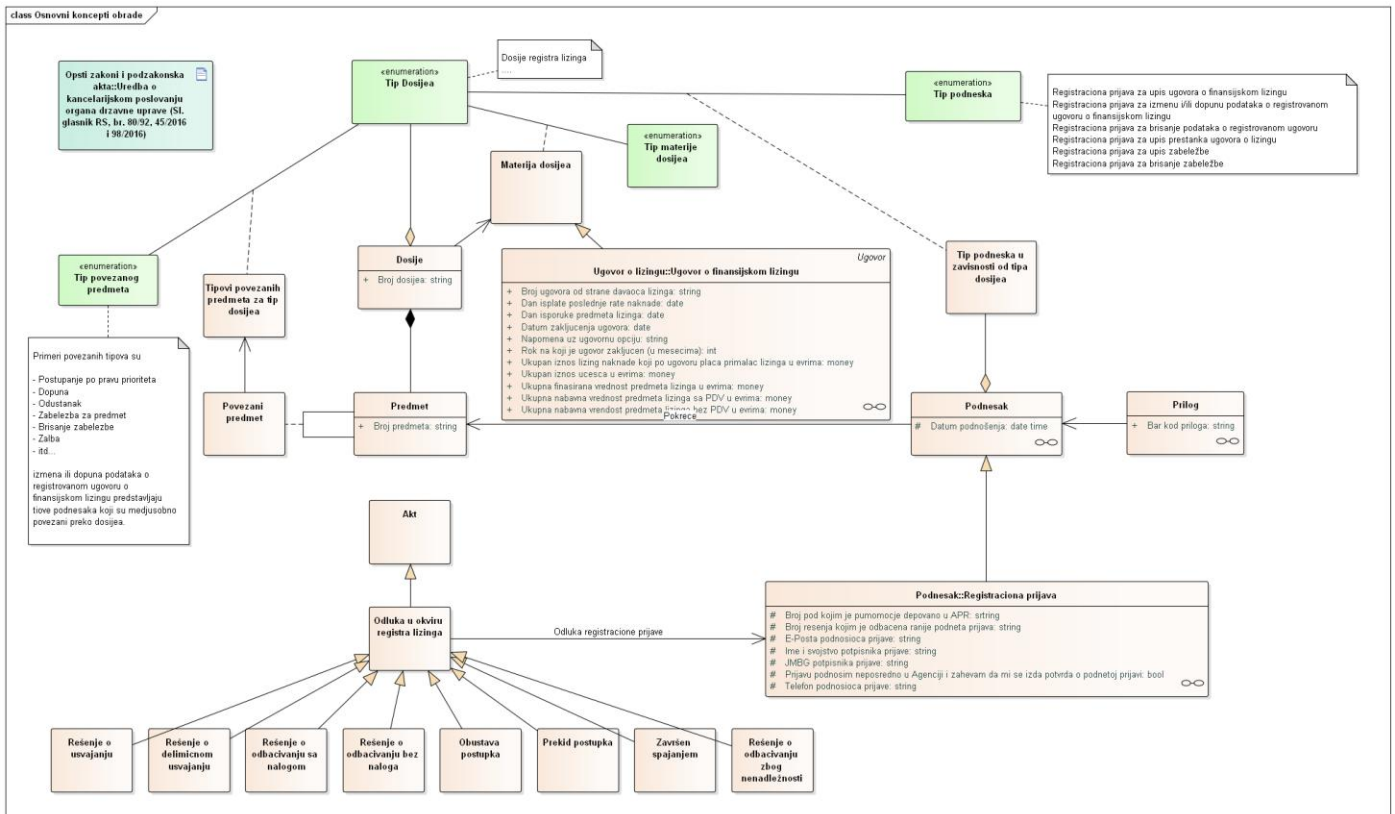 class Osnovni koncepti obrade
Opsti zakoni i podzakonska
akta::Uredba o
kancelarijskom poslovanju
organa drzavne uprave (Sl.
glasnik RS, br. 80/92, 45/2016
i 98/2016)
«enumeration»
Tip Dosijea
Dosije registra lizinga
....
«enumeration»
Tip podneska
Registraciona prijava za upis ugovora o finansijskom lizingu
Registraciona prijava za izmenu i/ili dopunu podataka o registrovanom
ugovoru o finansijskom lizingu
Registraciona prijava za brisanje podataka o registrovanom ugovoru
Registraciona prijava za upis prestanka ugovora o lizingu
Registraciona prijava za upis zabeležbe
Registraciona prijava za brisanje zabeležbe
«enumeration»
Tip materije
dosijea
Materija dosijea
«enumeration»
Tip povezanog
predmeta
Tipovi povezanih
predmeta za tip
dosijea
Dosije
+ Broj dosijea: string
Ugovor
Ugovor o lizingu::Ugovor o finansijskom lizingu
+ Broj ugovora od strane davaoca lizinga: string
+ Dan isplate poslednje rate naknade: date
+ Dan isporuke predmeta lizinga: date
+ Datum zakljucenja ugovora: date
+ Napomena uz ugovornu opciju: string
+ Rok na koji je ugovor zakljucen (u mesecima): int
+ Ukupan iznos lizing naknade koji po ugovoru placa primalac lizinga u evrima: money
+ Ukupan iznos ucesca u evrima: money
+ Ukupna finasirana vrednost predmeta lizinga u evrima: money
+ Ukupna nabavna vrednost predmeta lizinga sa PDV u evrima: money
+ Ukupna nabavna vrendost predmeta lizinga bez PDV u evrima: money
Tip podneska u
zavisnosti od tipa
dosijea
Primeri povezanih tipova su
- Postupanje po pravu prioriteta
- Dopuna
- Odustanak
- Zabelezba za predmet
- Brisanje zabelezbe
- Zalba
- itd...
izmena ili dopuna podataka o
registrovanom ugovoru o
finansijskom lizingu predstavljaju
tiove podnesaka koji su medjusobno
povezani preko dosijea.
Povezani
predmet
Predmet
+ Broj predmeta: string
Pokrece
Podnesak
# Datum podnošenja: date time
Prilog
+ Bar kod priloga: string
Akt
Odluka u okviru
registra lizinga
Odluka registracione prijave
Podnesak::Registraciona prijava
# Broj pod kojim je pumomocje depovano u APR: srtring
# Broj resenja kojim je odbacena ranije podneta prijava: string
# E-Posta podnosioca prijave: string
# Ime i svojstvo potpisnika prijave: string
# JMBG potpisnika prijave: string
# Prijavu podnosim neposredno u Agenciji i zahevam da mi se izda potvrda o podnetoj prijavi: bool
# Telefon podnosioca prijave: string
Rešenje o
usvajanju
Rešenje o
delimicnom
usvajanju
Rešenje o
odbacivanju sa
nalogom
Rešenje o
odbacivanju bez
naloga
Obustava
postupka
Prekid postupka
Završen
spajanjem
Rešenje o
odbacivanju
zbog
nenadležnosti